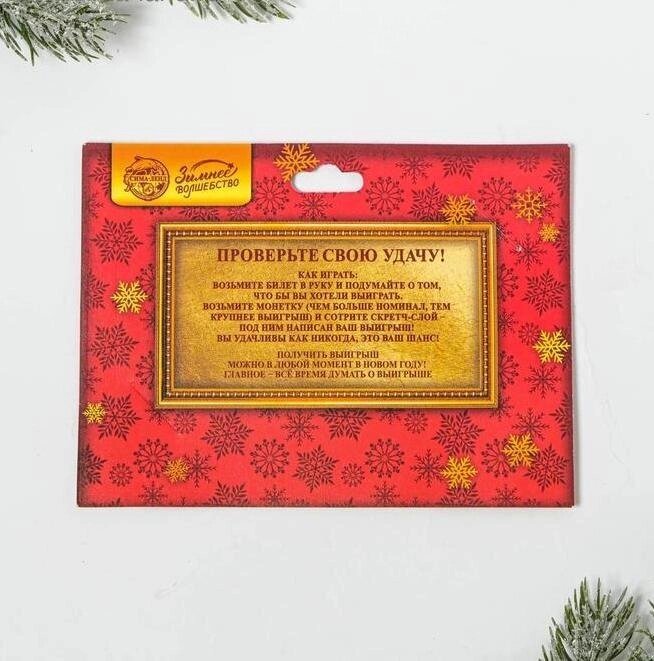 СИМА-ЛЕНД
Зимнее
ВОЛШЕБСТВО
ПРОВЕРЬТЕ СВОЮ УДАЧУ!
КАК ИГРАТЬ:
ВОЗЬМИТЕ БИЛЕТ В РУКУ И ПОДУМАЙТЕ О ТОМ,
ЧТО БЫ ВЫ ХОТЕЛИ ВЫИГРАТЬ.
ВОЗЬМИТЕ МОНЕТКУ (ЧЕМ БОЛЬШЕ НОМИНАЛ, ТЕМ
КРУПНЕЕ ВЫИГРЫШ) И СОТРИТЕ СКРЕТЧ-СЛОЙ –
ПОД НИМ НАПИСАН ВАШ ВЫИГРЫШ!
ВЫ УДАЧЛИВЫ КАК НИКОГДА, ЭТО ВАШ ШАНС!
ПОЛУЧИТЬ ВЫИГРЫШ
МОЖНО В ЛЮБОЙ МОМЕНТ В НОВОМ ГОДУ!
ГЛАВНОЕ – ВСЁ ВРЕМЯ ДУМАТЬ О ВЫИГРЫШЕ